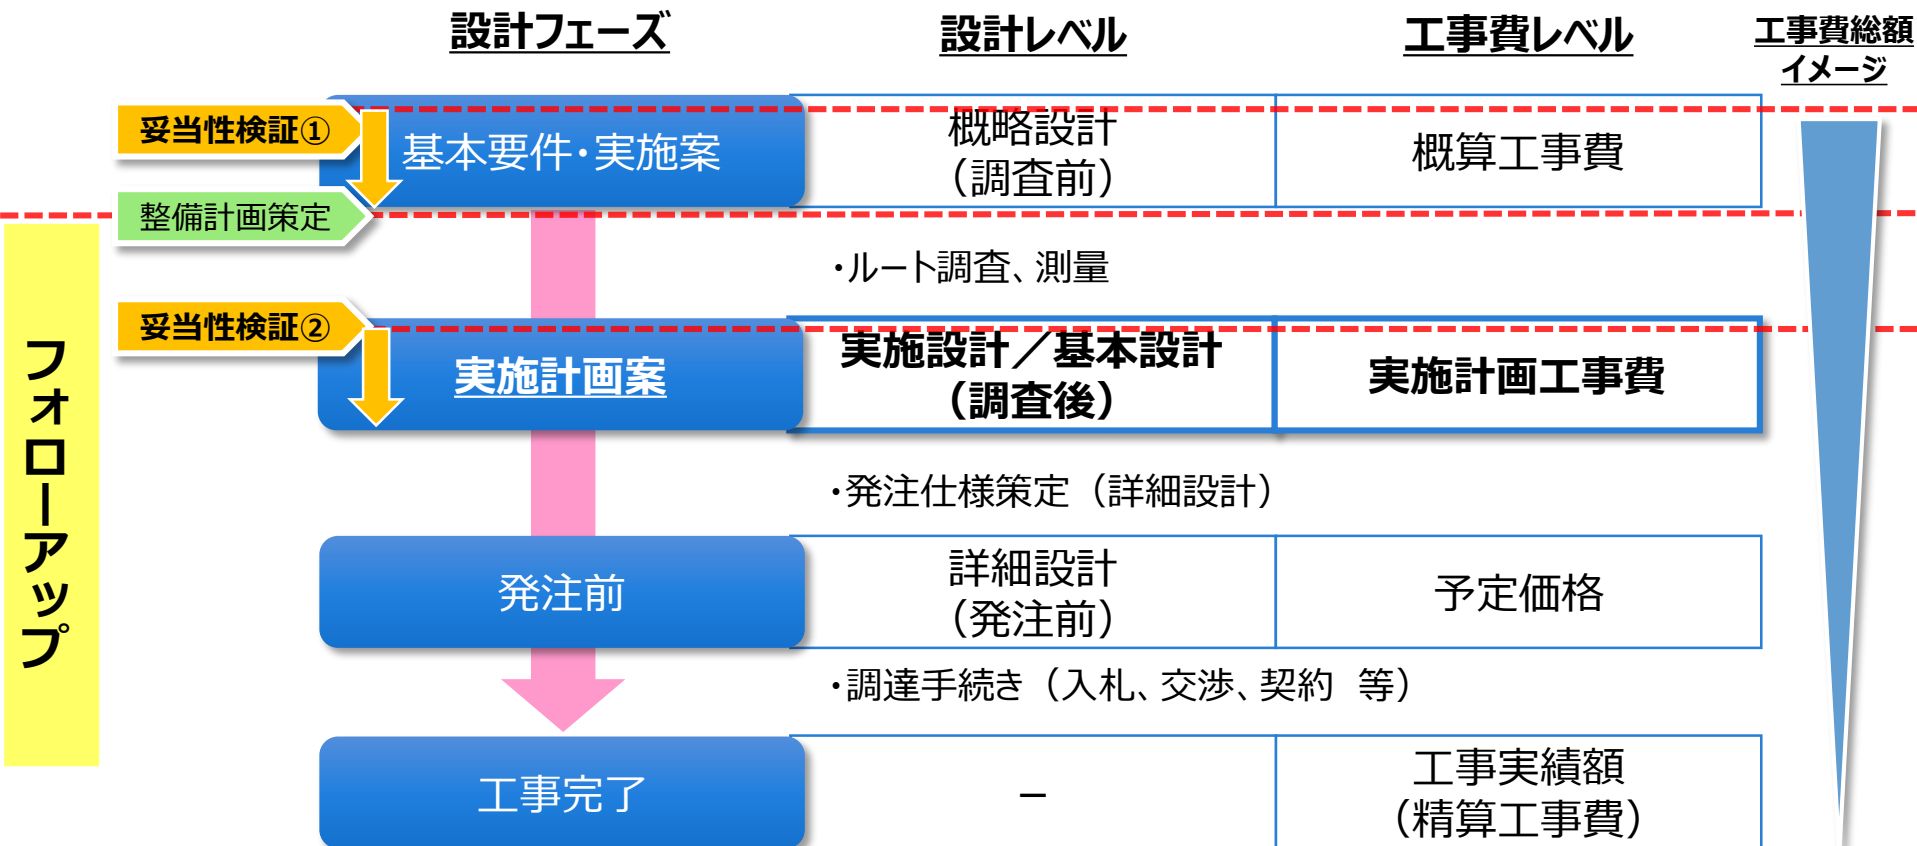 設計フェーズ
設計レベル
工事費レベル
工事費総額
イメージ
妥当性検証①
基本要件・実施案
概略設計
（調査前）
概算工事費
整備計画策定
・ルート調査、測量
フォローアップ
妥当性検証②
実施計画案
実施設計／基本設計
（調査後）
実施計画工事費
・発注仕様策定（詳細設計）
発注前
詳細設計
（発注前）
予定価格
・調達手続き（入札、交渉、契約　等）
工事完了
－
工事実績額
（精算工事費）